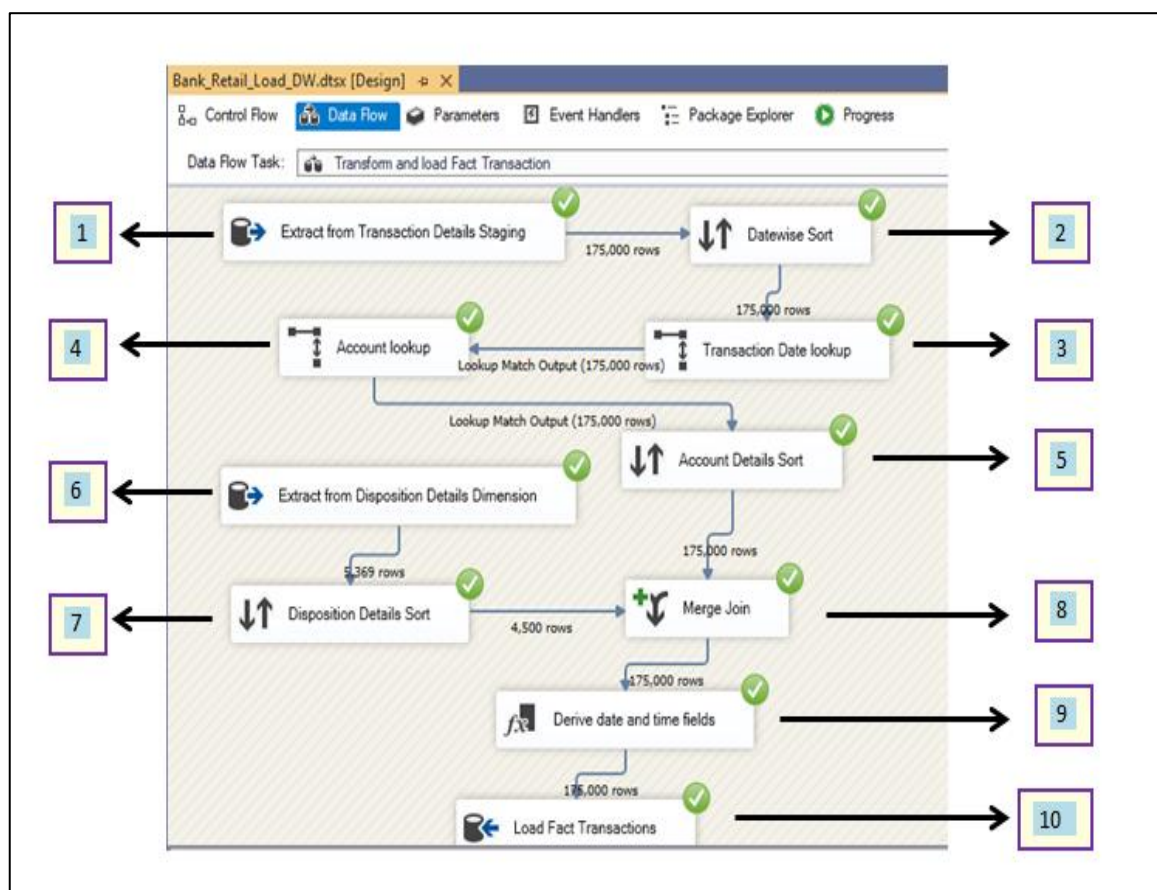 Bank_Retail_Load_DW.dtsx [Design]
Control Flow Data Flow Parameters Event Handlers Package Explorer Progress
Data Flow Task: Transform and load Fact Transaction
1 Extract from Transaction Details Staging 175,000 rows Datewise Sort 2
175,000 rows
4 Account lookup Lookup Match Output (175,000 rows) Transaction Date lookup 3
Lookup Match Output (175,000 rows)
Account Details Sort 5
6 Extract from Disposition Details Dimension
175,000 rows
5,369 rows
7 Disposition Details Sort 4,500 rows Merge Join 8
175,000 rows
Derive date and time fields 9
175,000 rows
Load Fact Transactions 10